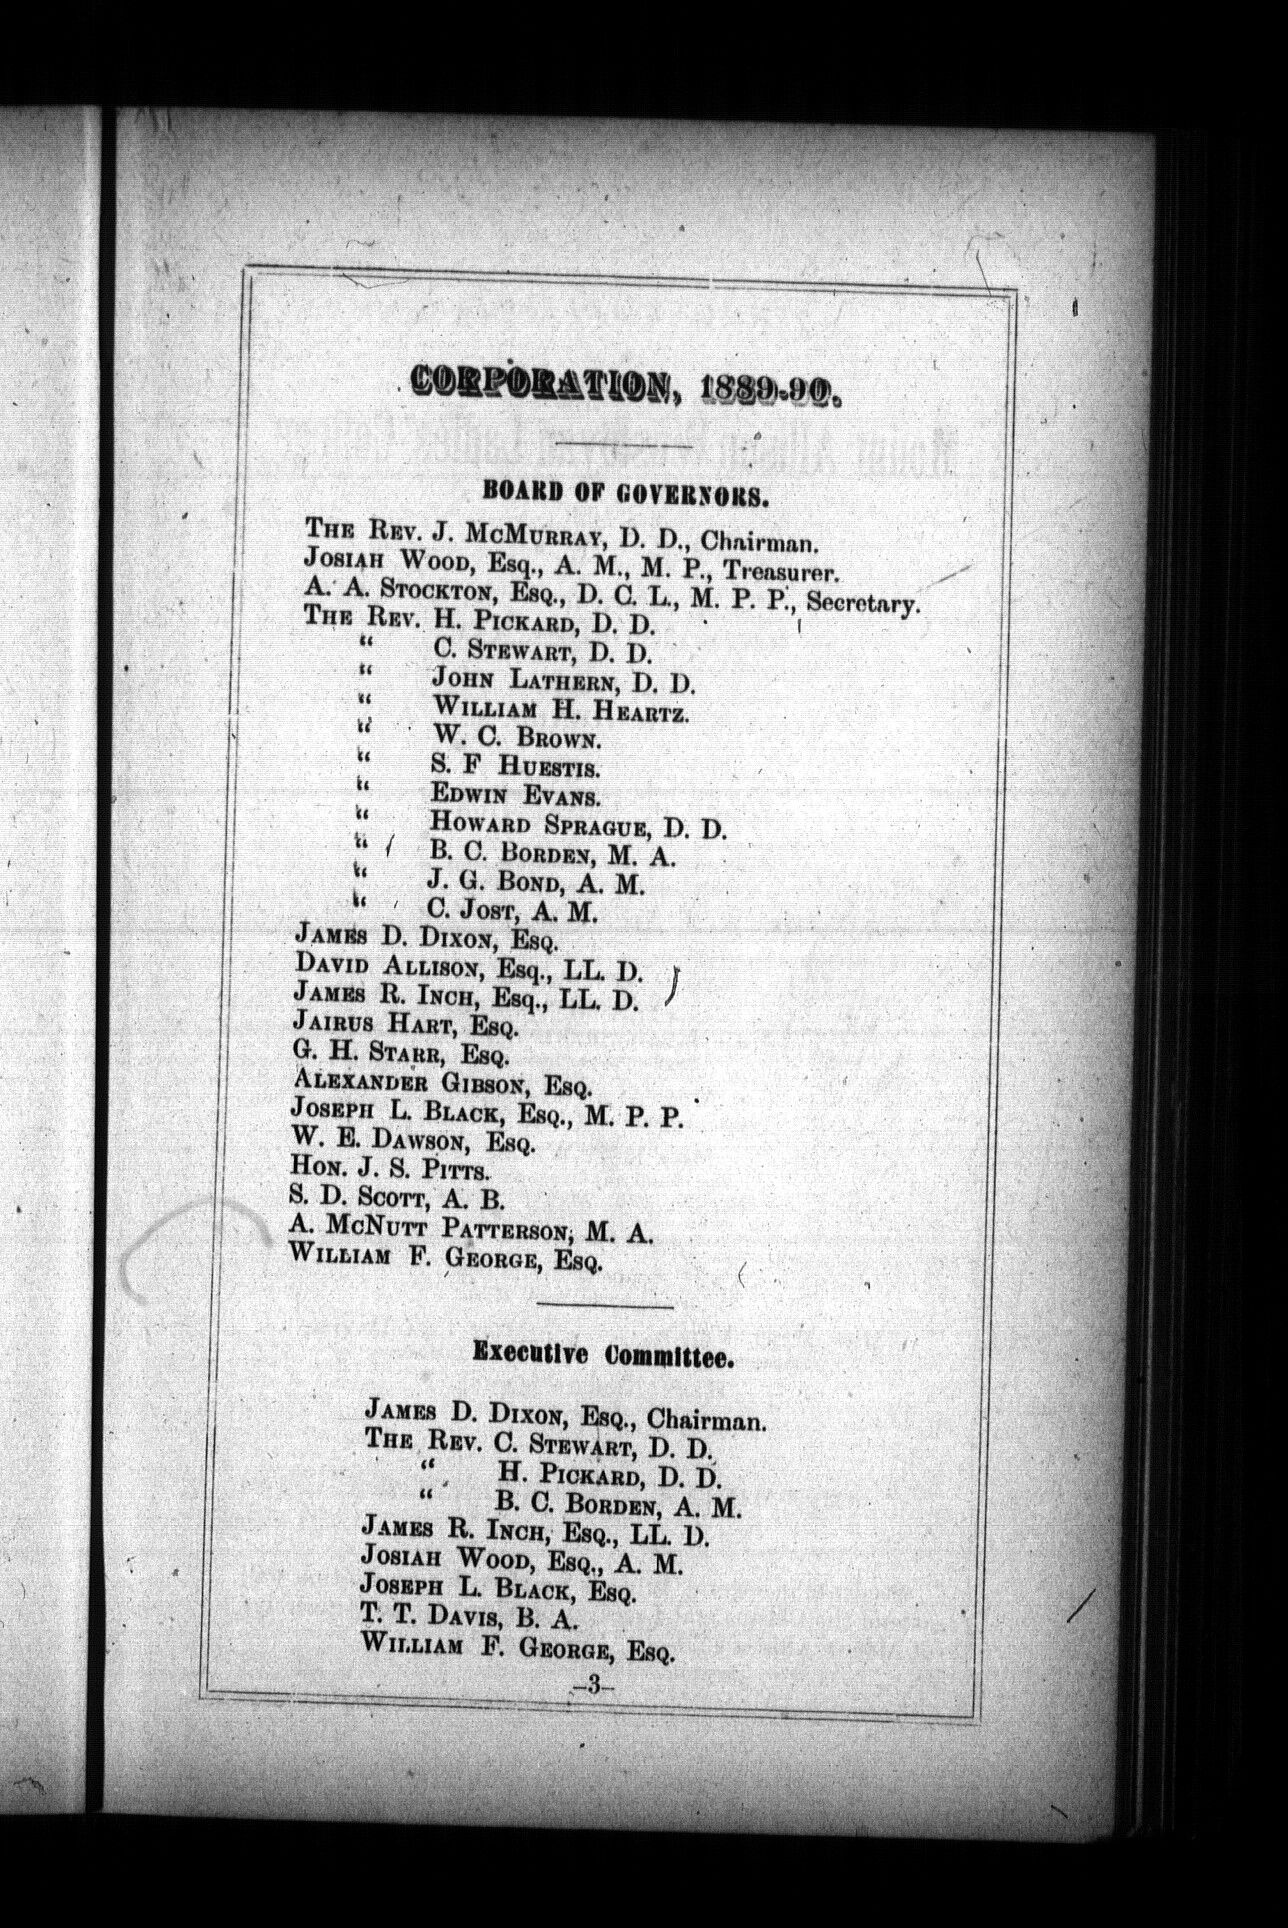 CORPORATION, 1889-90.
BOARD OF GOVERNORS.
THE REV. J. MCMURRAY, D. D., Chairman.
JOSIAH WOOD, Esq., A. M., M. P., Treasurer.
A. A. STOCKTON, ESQ., D. C. L., M. P. P., Secretary.
THE REV. H. PICKARD, D. D.
“ C. STEWART, D. D.
“ JOHN LATHERN, D. D.
“ WILLIAM H. HEARTZ.
“ W. C. BROWN.
“ S. F HUESTIS.
“ EDWIN EVANS.
“ HOWARD SPRAGUE, D. D.
“ B. C. BORDEN, M. A.
“ J. G. BOND, A. M.
“ C. JOST, A. M.
JAMES D. DIXON, ESQ.
DAVID ALLISON, Esq., LL. D.
JAMES R. INCH, Esq., LL. D.
JAIRUS HART, ESQ.
G. H. STARR, ESQ.
ALEXANDER GIBSON, ESQ.
JOSEPH L. BLACK, ESQ., M. P. P.
W. E. DAWSON, ESQ.
HON. J. S. PITTS.
S. D. SCOTT, A. B.
A. MCNUTT PATTERSON, M. A.
WILLIAM F. GEORGE, ESQ.
Executive Committee.
JAMES D. DIXON, ESQ., Chairman.
THE REV. C. STEWART, D. D.
“ H. PICKARD, D. D.
“ B. C. BORDEN, A. M.
JAMES R. INCH, ESQ., LL. D.
JOSIAH WOOD, ESQ., A. M.
JOSEPH L. BLACK, ESQ.
T. T. DAVIS, B. A.
WILLIAM F. GEORGE, ESQ.
–3–